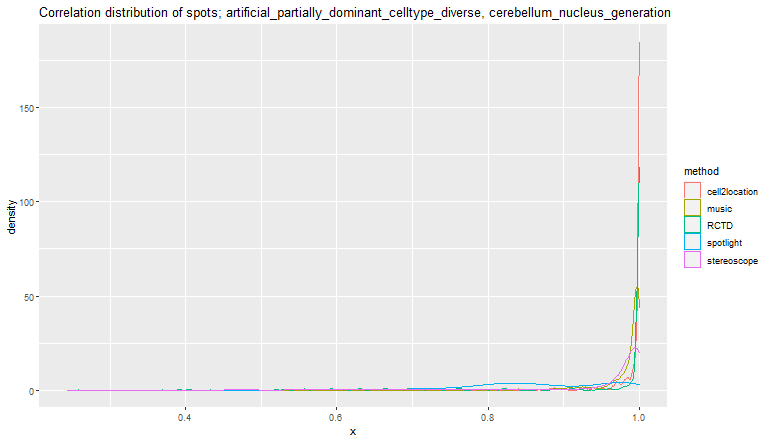 Correlation distribution of spots; artificial_partially_dominant_celltype_diverse, cerebellum_nucleus_generation
150
100
50
0
density
0.4
0.6
0.8
1.0
x
method
cell2location
music
RCTD
spotlight
stereoscope